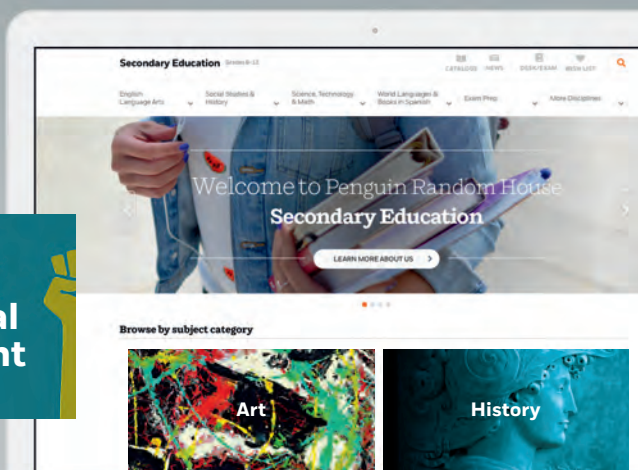 Secondary Education Grades 6-12
CATALOGS NEWS DESK/EXAM WISH LIST
English
Language Arts
Social Studies &
History
Science, Technology
& Math
World Languages &
Books in Spanish
Exam Prep
More Disciplines
Welcome to Penguin Random House
Secondary Education
LEARN MORE ABOUT US
al
nt
Browse by subject category
Art
History